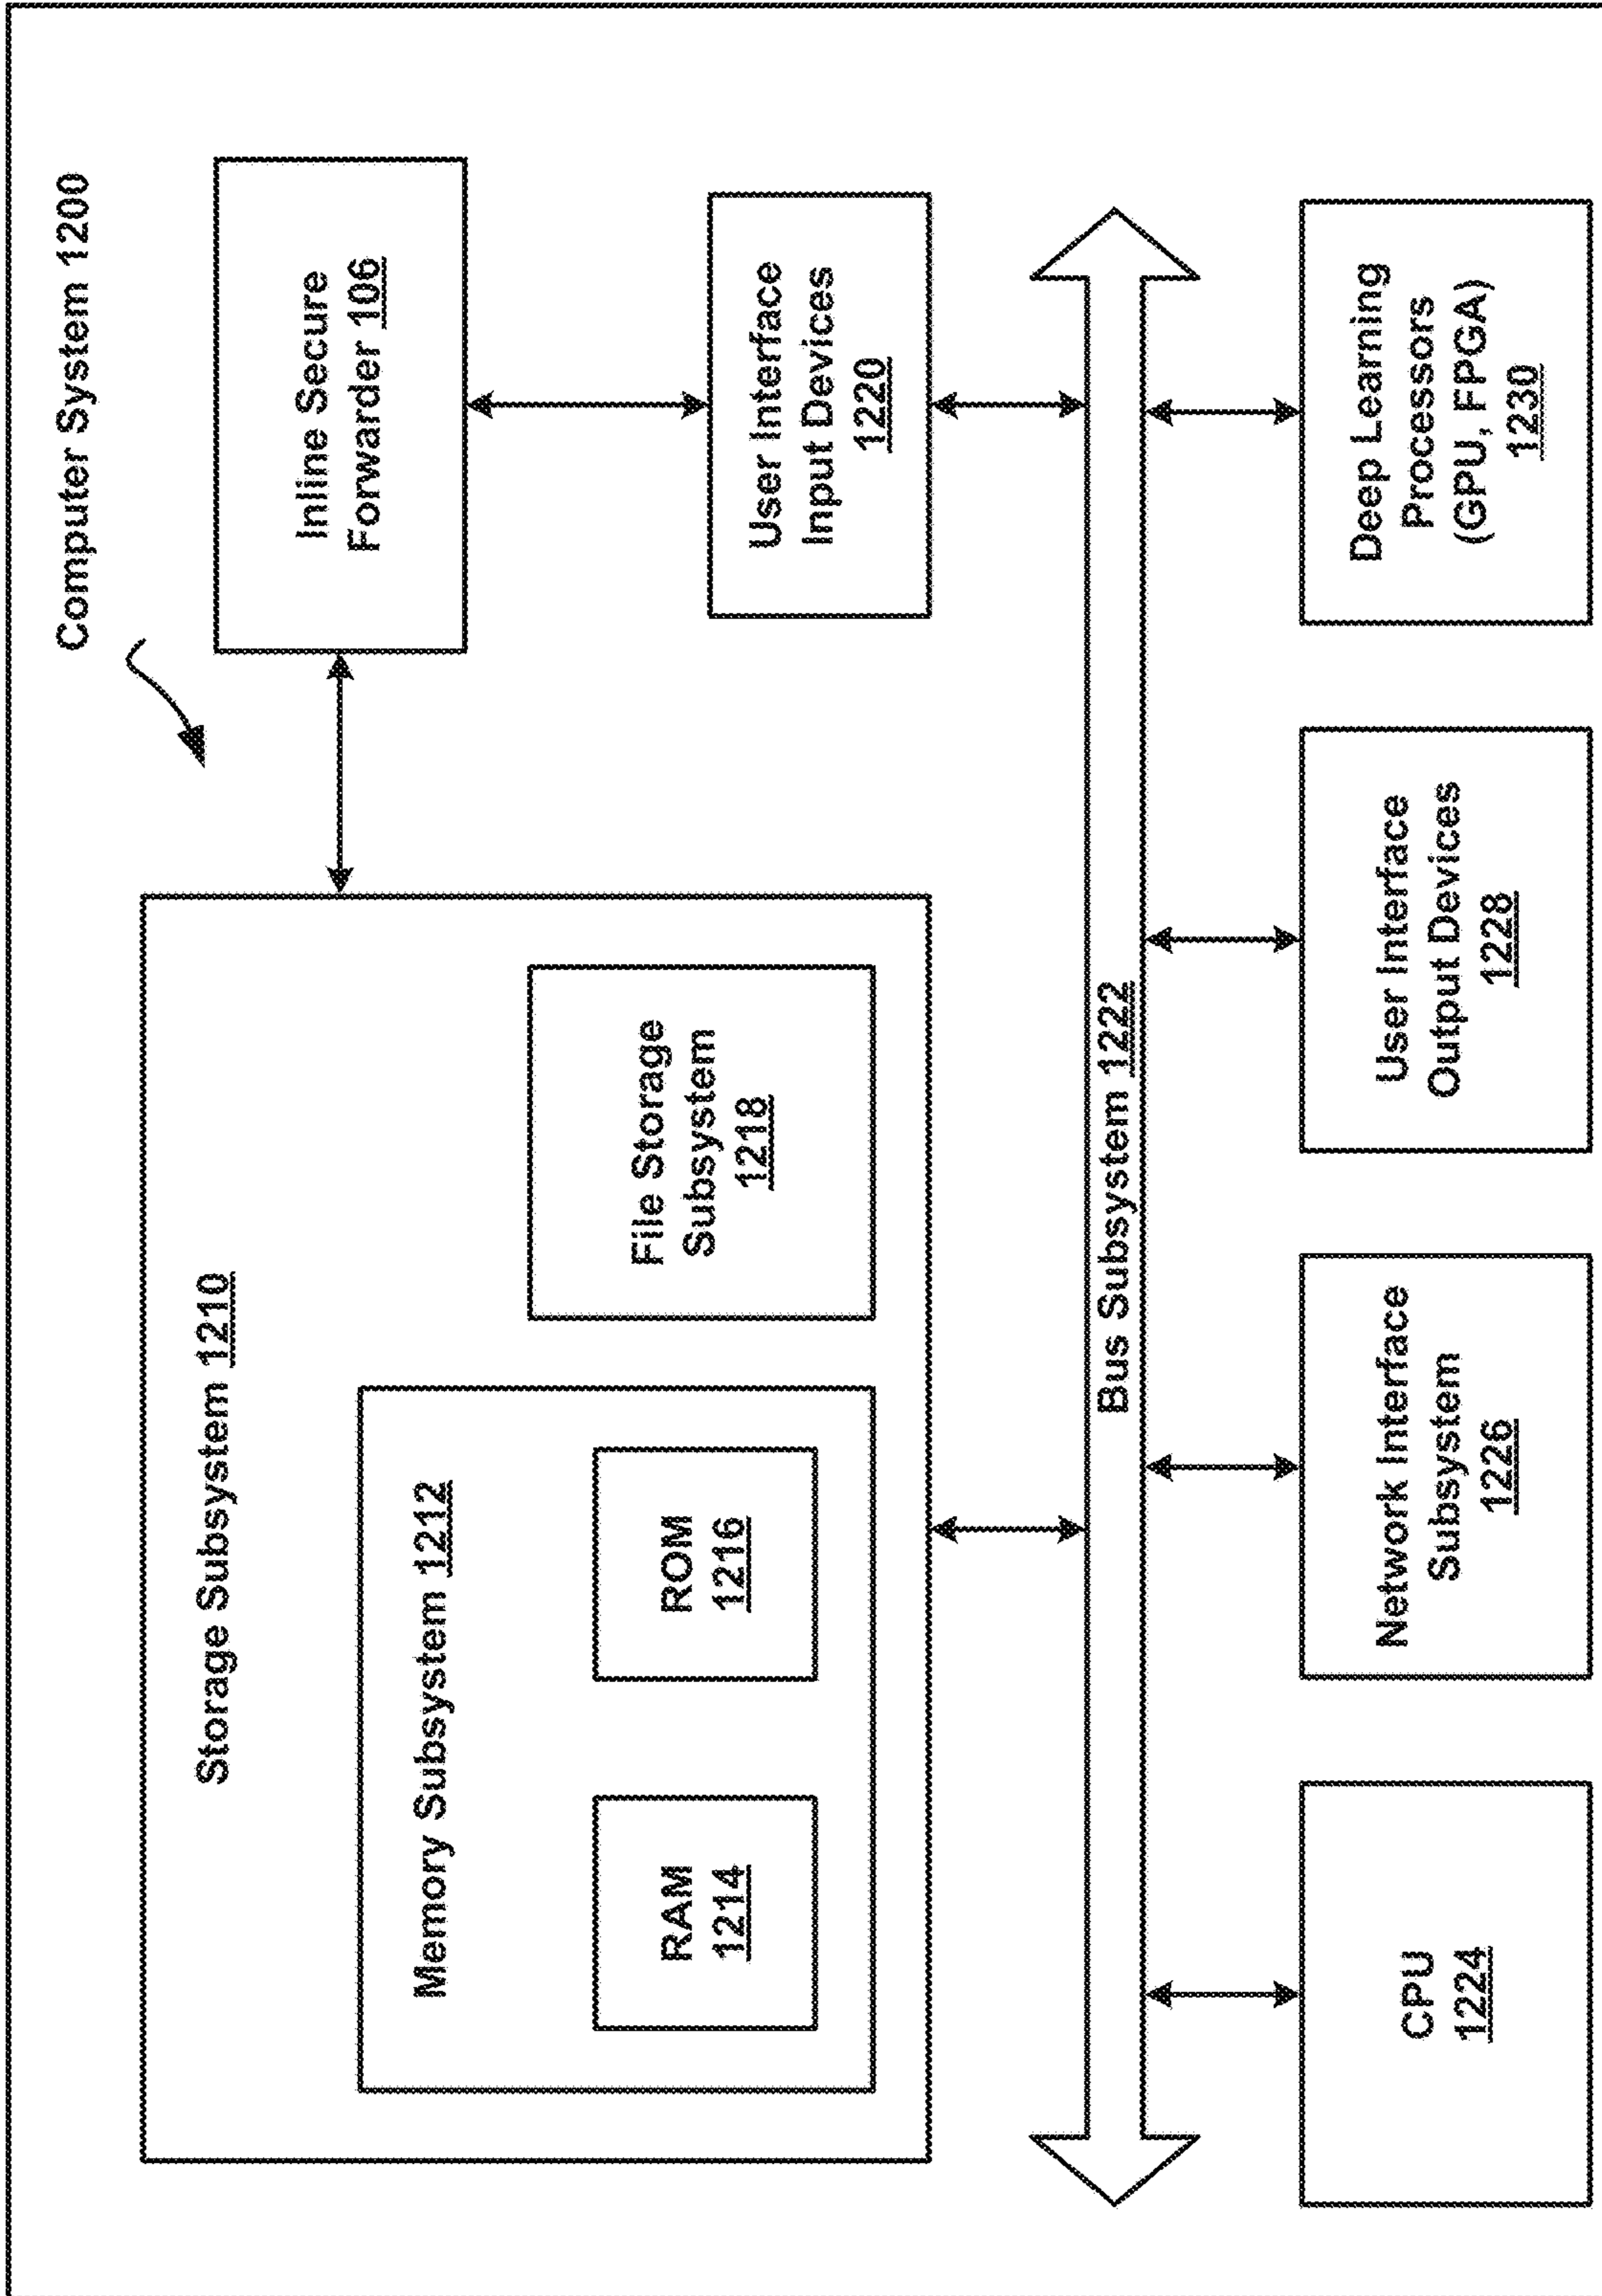 Computer System 1200
Storage Subsystem 1210
Memory Subsystem 1212
RAM
1214
ROM
1216
File Storage
Subsystem
1218
Inline Secure
Forwarder 106
User Interface
Input Devices
1220
Bus Subsystem 1222
CPU
1224
Network Interface
Subsystem
1226
User Interface
Output Devices
1228
Deep Learning
Processors
(GPU, FPGA)
1230